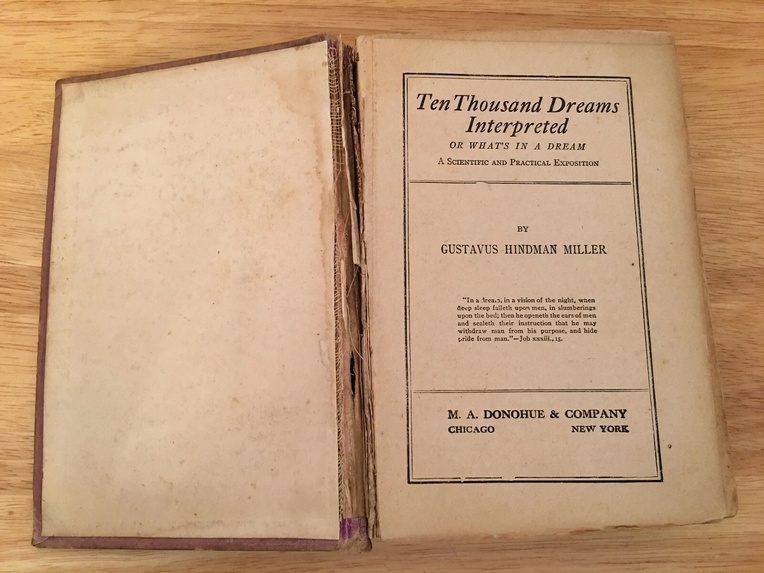 Ten Thousand Dreams
Interpreted
OR WHAT'S IN A DREAM
A SCIENTIFIC AND PRACTICAL EXPOSITION
BY
GUSTAVUS HINDMAN MILLER
"In a dream, in a vision of the night, when
deep sleep falleth upon men, in slumberings
upon the bed; then he openeth the ears of men
and sealeth their instruction that he may
withdraw man from his purpose, and hide
pride from man."—Job xxxiii., 15.
M. A. DONOHUE & COMPANY
CHICAGO NEW YORK